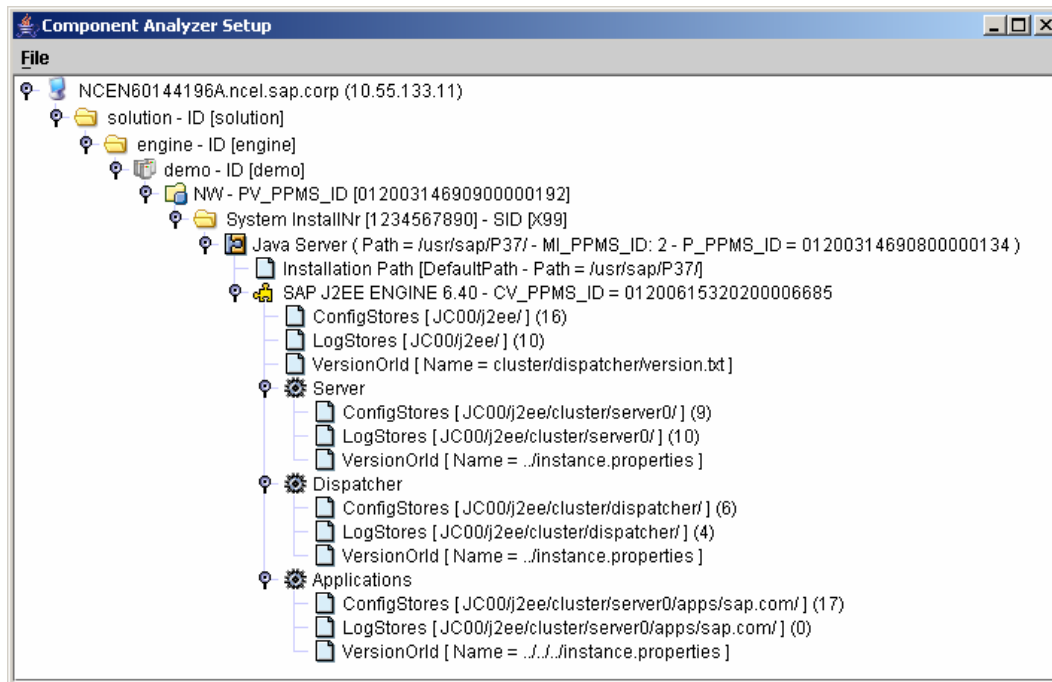 Component Analyzer Setup
File
NCEN60144196A.ncel.sap.corp (10.55.133.11)
solution - ID [solution]
engine - ID [engine]
demo - ID [demo]
NW - PV_PPMS_ID [01200314690900000192]
System InstallNr [1234567890] - SID [X99]
Java Server ( Path = /usr/sap/P37/ - MI_PPMS_ID: 2 - P_PPMS_ID = 01200314690800000134 )
Installation Path [DefaultPath - Path = /usr/sap/P37/]
SAP J2EE ENGINE 6.40 - CV_PPMS_ID = 01200615320200006685
ConfigStores [ JC00/j2ee/ ] (16)
LogStores [ JC00/j2ee/ ] (10)
VersionOrId [ Name = cluster/dispatcher/version.txt ]
Server
ConfigStores [ JC00/j2ee/cluster/server0/ ] (9)
LogStores [ JC00/j2ee/cluster/server0/ ] (10)
VersionOrId [ Name = ../instance.properties ]
Dispatcher
ConfigStores [ JC00/j2ee/cluster/dispatcher/ ] (6)
LogStores [ JC00/j2ee/cluster/dispatcher/ ] (4)
VersionOrId [ Name = ../instance.properties ]
Applications
ConfigStores [ JC00/j2ee/cluster/server0/apps/sap.com/ ] (17)
LogStores [ JC00/j2ee/cluster/server0/apps/sap.com/ ] (0)
VersionOrId [ Name = ../../../instance.properties ]